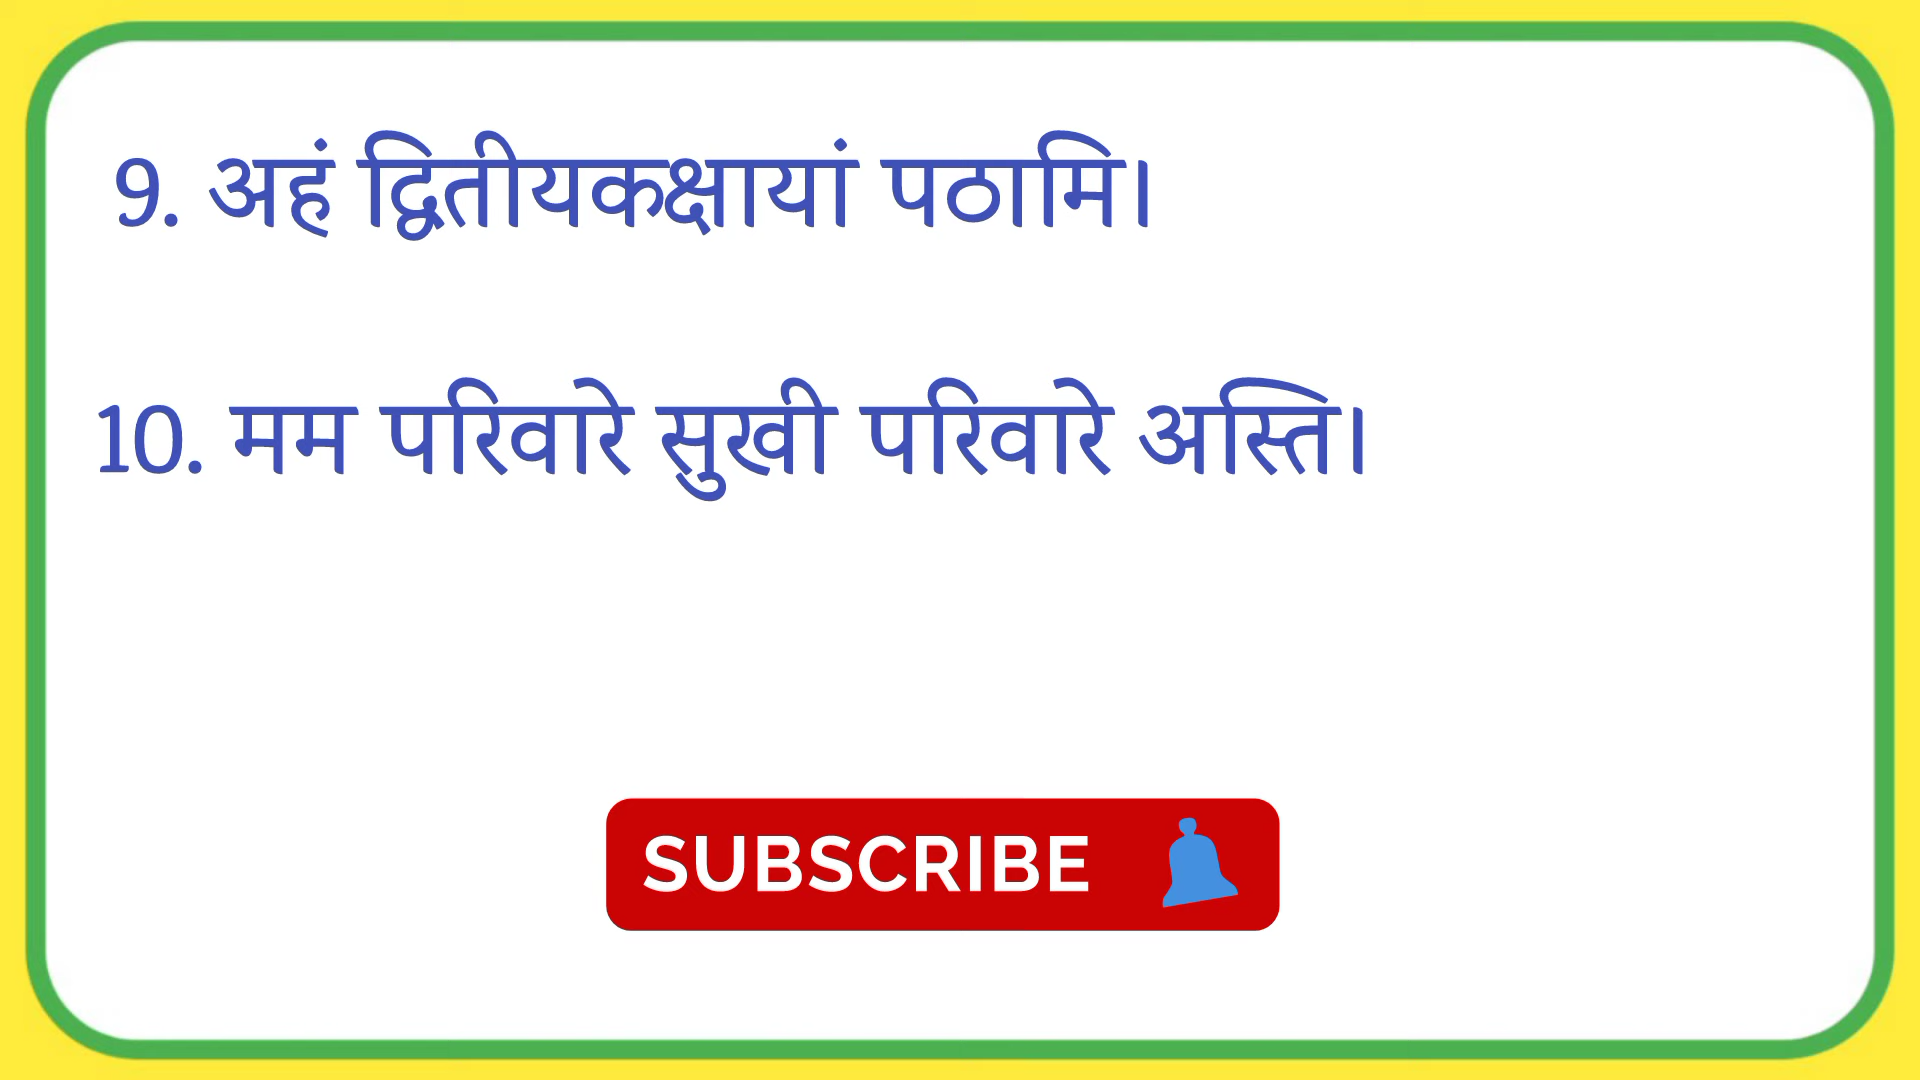 9. अहं द्वितीयकक्षायां पठामि।
10. मम परिवारे सुखी परिवारे अस्ति।
SUBSCRIBE